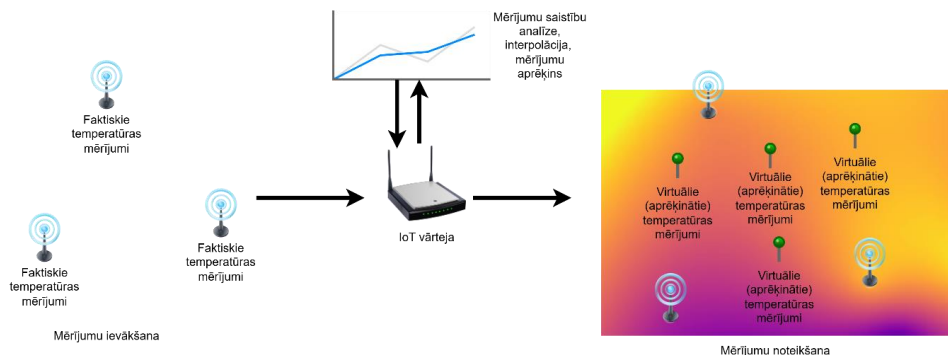 Faktiskie
temperatūras
mērījumi
Faktiskie
temperatūras
mērījumi
Faktiskie
temperatūras
mērījumi
Mērījumu ievākšana
Mērījumu saistību
analīze,
interpolācija,
mērījumu
aprēķins
IoT vārteja
Virtuālie
(aprēķinātie)
temperatūras
mērījumi
Virtuālie
(aprēķinātie)
temperatūras
mērījumi
Virtuālie
(aprēķinātie)
temperatūras
mērījumi
Virtuālie
(aprēķinātie)
temperatūras
mērījumi
Mērījumu noteikšana